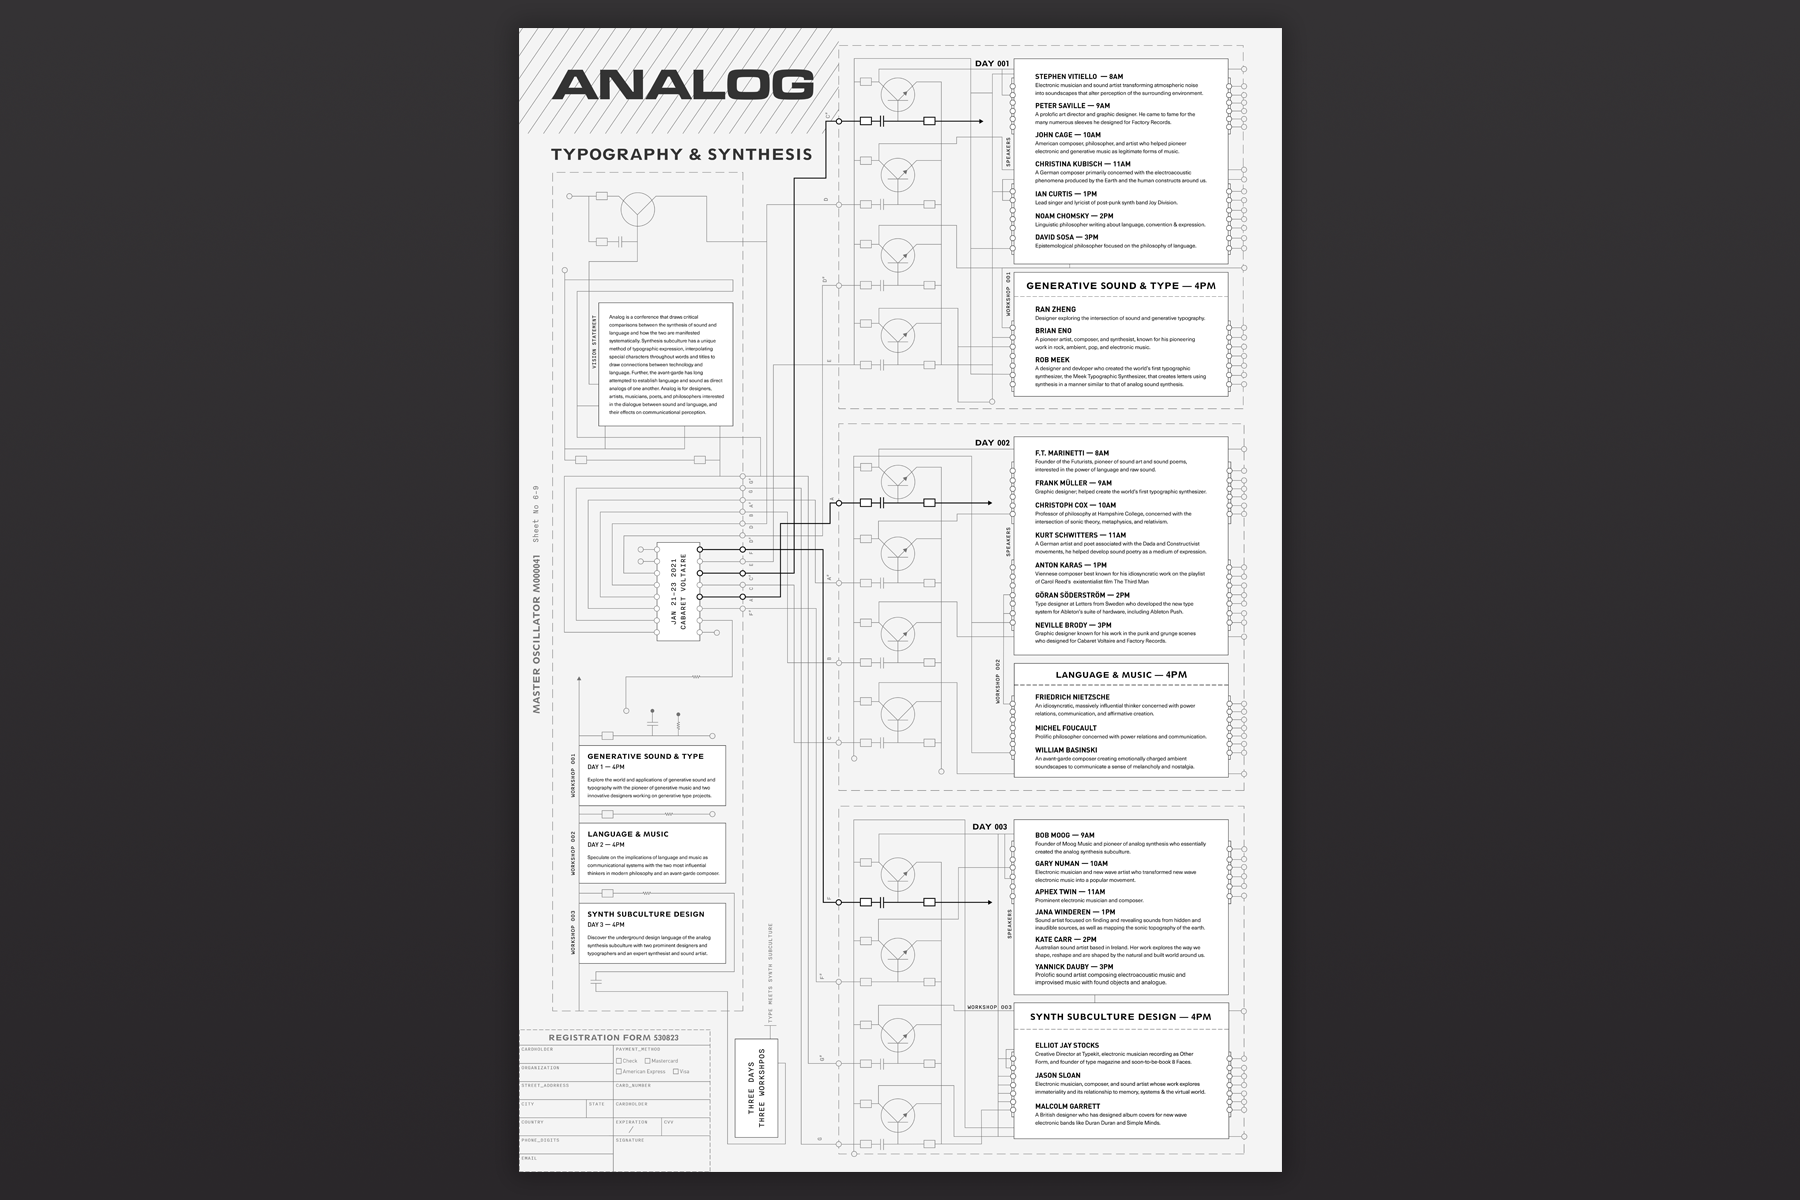 ANALOG
TYPOGRAPHY & SYNTHESIS
VISION STATEMENT
Analog is a conference that draws critical
comparisons between the synthesis of sound and
language and how the two are manifested
systematically. Synthesis subculture has a unique
method of typographic expression, interpolating
special characters throughout words and titles to
draw connections between technology and
language. Further, the avant-garde has long
attempted to establish language and sound as direct
analogs of one another. Analog is for designers,
artists, musicians, poets, and philosophers interested
in the dialogue between sound and language, and
their effects on communicational perception.
MASTER OSCILLATOR M000041 Sheet No 6-9
JAN 21-23 2021
CABARET VOLTAIRE
WORKSHOP 001
GENERATIVE SOUND & TYPE
DAY 1 — 4PM
Explore the world and applications of generative sound and
typography with the pioneer of generative music and two
innovative designers working on generative type projects.
WORKSHOP 002
LANGUAGE & MUSIC
DAY 2 — 4PM
Speculate on the implications of language and music as
communicational systems with the two most influential
thinkers in modern philosophy and an avant-garde composer.
WORKSHOP 003
SYNTH SUBCULTURE DESIGN
DAY 3 — 4PM
Discover the underground design language of the analog
synthesis subculture with two prominent designers and
typographers and an expert synthesist and sound artist.
REGISTRATION FORM 530823
CARDHOLDER
PAYMENT_METHOD
Check Mastercard
American Express Visa
ORGANIZATION
STREET_ADDRESS
CARD_NUMBER
CITY STATE
CARDHOLDER
COUNTRY
EXPIRATION CVV
/
PHONE_DIGITS
SIGNATURE
EMAIL
TYPE MEETS SYNTH SUBCULTURE
THREE DAYS
THREE WORKSHPOS
DAY 001
SPEAKERS
STEPHEN VITIELLO — 8AM
Electronic musician and sound artist transforming atmospheric noise
into soundscapes that alter perception of the surrounding environment.
PETER SAVILLE — 9AM
A prolofic art director and graphic designer. He came to fame for the
many numerous sleeves he designed for Factory Records.
JOHN CAGE — 10AM
American composer, philosopher, and artist who helped pioneer
electronic and generative music as legitimate forms of music.
CHRISTINA KUBISCH — 11AM
A German composer primarily concerned with the electroacoustic
phenomena produced by the Earth and the human constructs around us.
IAN CURTIS — 1PM
Lead singer and lyricist of post-punk synth band Joy Division.
NOAM CHOMSKY — 2PM
Linguistic philosopher writing about language, convention & expression.
DAVID SOSA — 3PM
Epistemological philosopher focused on the philosophy of language.
WORKSHOP 001
GENERATIVE SOUND & TYPE — 4PM
RAN ZHENG
Designer exploring the intersection of sound and generative typography.
BRIAN ENO
A pioneer artist, composer, and synthesist, known for his pioneering
work in rock, ambient, pop, and electronic music.
ROB MEEK
A designer and devloper who created the world's first typographic
synthesizer, the Meek Typographic Synthesizer, that creates letters using
synthesis in a manner similar to that of analog sound synthesis.
DAY 002
SPEAKERS
F.T. MARINETTI — 8AM
Founder of the Futurists, pioneer of sound art and sound poems,
interested in the power of language and raw sound.
FRANK MÜLLER — 9AM
Graphic designer; helped create the world's first typographic synthesizer.
CHRISTOPH COX — 10AM
Professor of philosophy at Hampshire College, concerned with the
intersection of sonic theory, metaphysics, and relativism.
KURT SCHWITTERS — 11AM
A German artist and poet associated with the Dada and Constructivist
movements, he helped develop sound poetry as a medium of expression.
ANTON KARAS — 1PM
Viennese composer best known for his idiosyncratic work on the playlist
of Carol Reed's existentialist film The Third Man
GÖRAN SÖDERSTRÖM — 2PM
Type designer at Letters from Sweden who developed the new type
system for Ableton's suite of hardware, including Ableton Push.
NEVILLE BRODY — 3PM
Graphic designer known for his work in the punk and grunge scenes
who designed for Cabaret Voltaire and Factory Records.
WORKSHOP 002
LANGUAGE & MUSIC — 4PM
FRIEDRICH NIETZSCHE
An idiosyncratic, massively influential thinker concerned with power
relations, communication, and affirmative creation.
MICHEL FOUCAULT
Prolific philosopher concerned with power relations and communication.
WILLIAM BASINSKI
An avant-garde composer creating emotionally charged ambient
soundscapes to communicate a sense of melancholy and nostalgia.
DAY 003
SPEAKERS
BOB MOOG — 9AM
Founder of Moog Music and pioneer of analog synthesis who essentially
created the analog synthesis subculture.
GARY NUMAN — 10AM
Electronic musician and new wave artist who transformed new wave
electronic music into a popular movement.
APHEX TWIN — 11AM
Prominent electronic musician and composer.
JANA WINDEREN — 1PM
Sound artist focused on finding and revealing sounds from hidden and
inaudible sources, as well as mapping the sonic topography of the earth.
KATE CARR — 2PM
Australian sound artist based in Ireland. Her work explores the way we
shape, reshape and are shaped by the natural and built world around us.
YANNICK DAUBY — 3PM
Prolofic sound artist composing electroacoustic music and
improvised music with found objects and analogue.
WORKSHOP 003
SYNTH SUBCULTURE DESIGN — 4PM
ELLIOT JAY STOCKS
Creative Director at Typekit, electronic musician recording as Other
Form, and founder of type magazine and soon-to-be-book 8 Faces.
JASON SLOAN
Electronic musician, composer, and sound artist whose work explores
immateriality and its relationship to memory, systems & the virtual world.
MALCOLM GARRETT
A British designer who has designed album covers for new wave
electronic bands like Duran Duran and Simple Minds.